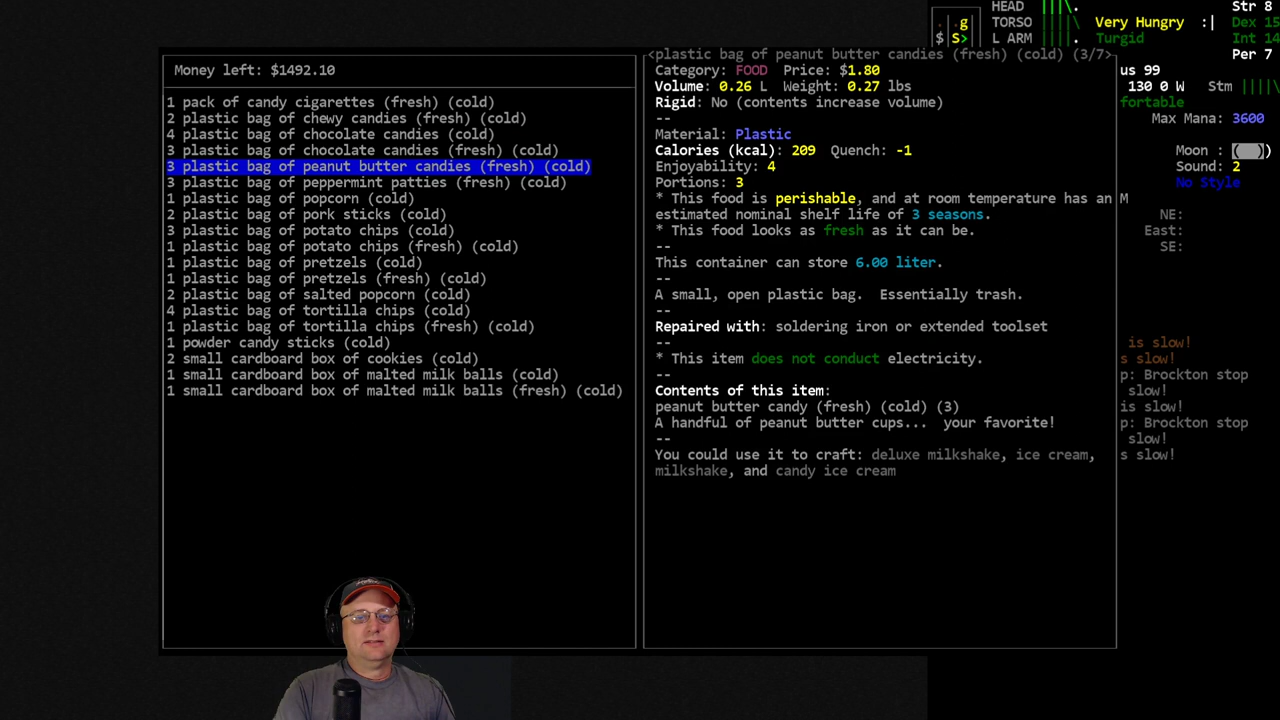 HEAD |||\. Str 8
TORSO ||||\ Very Hungry :| Dex 15
L ARM ||||. Turgid Int 14
Per 7
.g
$ S>
<plastic bag of peanut butter candies (fresh) (cold) (3/7>
Money left: $1492.10
1 pack of candy cigarettes (fresh) (cold)
2 plastic bag of chewy candies (fresh) (cold)
4 plastic bag of chocolate candies (cold)
3 plastic bag of chocolate candies (fresh) (cold)
3 plastic bag of peanut butter candies (fresh) (cold)
3 plastic bag of peppermint patties (fresh) (cold)
1 plastic bag of popcorn (cold)
2 plastic bag of pork sticks (cold)
3 plastic bag of potato chips (cold)
1 plastic bag of potato chips (fresh) (cold)
1 plastic bag of pretzels (cold)
1 plastic bag of pretzels (fresh) (cold)
2 plastic bag of salted popcorn (cold)
4 plastic bag of tortilla chips (cold)
1 plastic bag of tortilla chips (fresh) (cold)
1 powder candy sticks (cold)
2 small cardboard box of cookies (cold)
1 small cardboard box of malted milk balls (cold)
1 small cardboard box of malted milk balls (fresh) (cold)
Category: FOOD Price: $1.80
Volume: 0.26 L Weight: 0.27 lbs
Rigid: No (contents increase volume)
--
Material: Plastic
Calories (kcal): 209 Quench: -1
Enjoyability: 4
Portions: 3
* This food is perishable, and at room temperature has an
estimated nominal shelf life of 3 seasons.
* This food looks as fresh as it can be.
--
This container can store 6.00 liter.
--
A small, open plastic bag. Essentially trash.
--
Repaired with: soldering iron or extended toolset
--
* This item does not conduct electricity.
--
Contents of this item:
peanut butter candy (fresh) (cold) (3)
A handful of peanut butter cups... your favorite!
--
You could use it to craft: deluxe milkshake, ice cream,
milkshake, and candy ice cream
us 99
130 0 W Stm ||||\
fortable
Max Mana: 3600
Moon : (   )
Sound: 2
No Style
M
NE:
East:
SE:
is slow!
s slow!
p: Brockton stop
slow!
is slow!
p: Brockton stop
slow!
s slow!